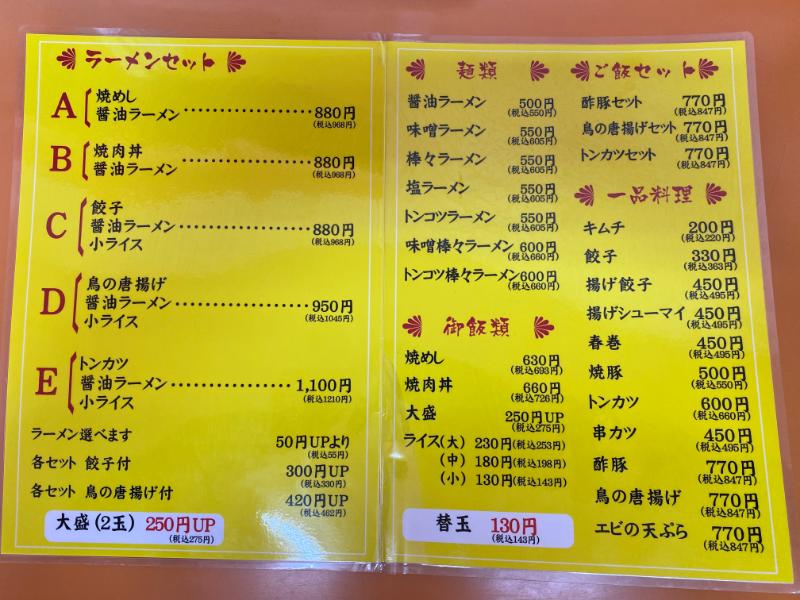 ラーメンセット
A 焼めし
醤油ラーメン………………880円
(税込968円)
B 焼肉丼
醤油ラーメン………………880円
(税込968円)
C 餃子
醤油ラーメン………………880円
小ライス (税込968円)
D 鳥の唐揚げ
醤油ラーメン………………950円
小ライス (税込1045円)
E トンカツ
醤油ラーメン………………1,100円
小ライス (税込1210円)
ラーメン選べます 50円UPより
(税込55円)
各セット 餃子付 300円UP
(税込330円)
各セット 鳥の唐揚げ付 420円UP
(税込462円)
大盛(2玉) 250円UP
(税込275円)
麺類
醤油ラーメン 500円
(税込550円)
味噌ラーメン 550円
(税込605円)
棒々ラーメン 550円
(税込605円)
塩ラーメン 550円
(税込605円)
トンコツラーメン 550円
(税込605円)
味噌棒々ラーメン 600円
(税込660円)
トンコツ棒々ラーメン 600円
(税込660円)
御飯類
焼めし 630円
(税込693円)
焼肉丼 660円
(税込726円)
大盛 250円UP
(税込275円)
ライス(大) 230円(税込253円)
(中) 180円(税込198円)
(小) 130円(税込143円)
替玉 130円
(税込143円)
ご飯セット
酢豚セット 770円
(税込847円)
鳥の唐揚げセット 770円
(税込847円)
トンカツセット 770円
(税込847円)
一品料理
キムチ 200円
(税込220円)
餃子 330円
(税込363円)
揚げ餃子 450円
(税込495円)
揚げシューマイ 450円
(税込495円)
春巻 450円
(税込495円)
焼豚 500円
(税込550円)
トンカツ 600円
(税込660円)
串カツ 450円
(税込495円)
酢豚 770円
(税込847円)
鳥の唐揚げ 770円
(税込847円)
エビの天ぷら 770円
(税込847円)